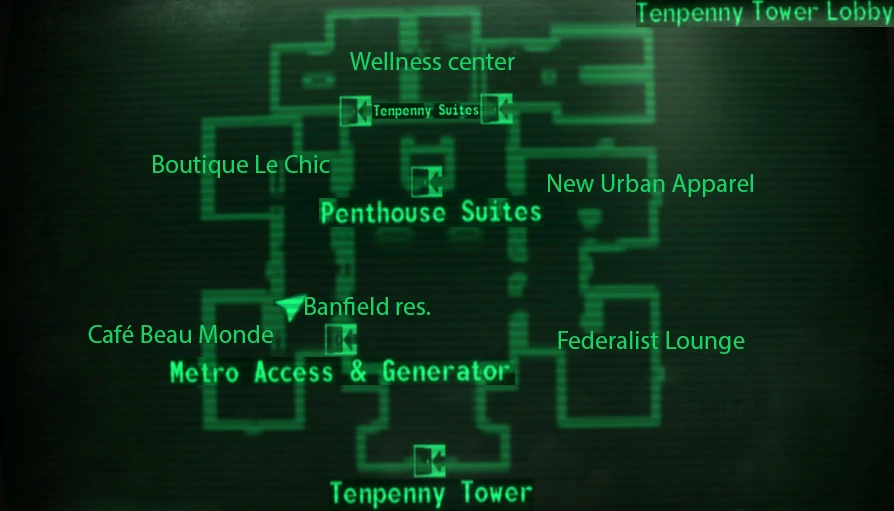 Tenpenny Tower Lobby
Wellness center
Tenpenny Suites
Boutique Le Chic
New Urban Apparel
Penthouse Suites
Banfield res.
Café Beau Monde
Federalist Lounge
Metro Access & Generator
Tenpenny Tower